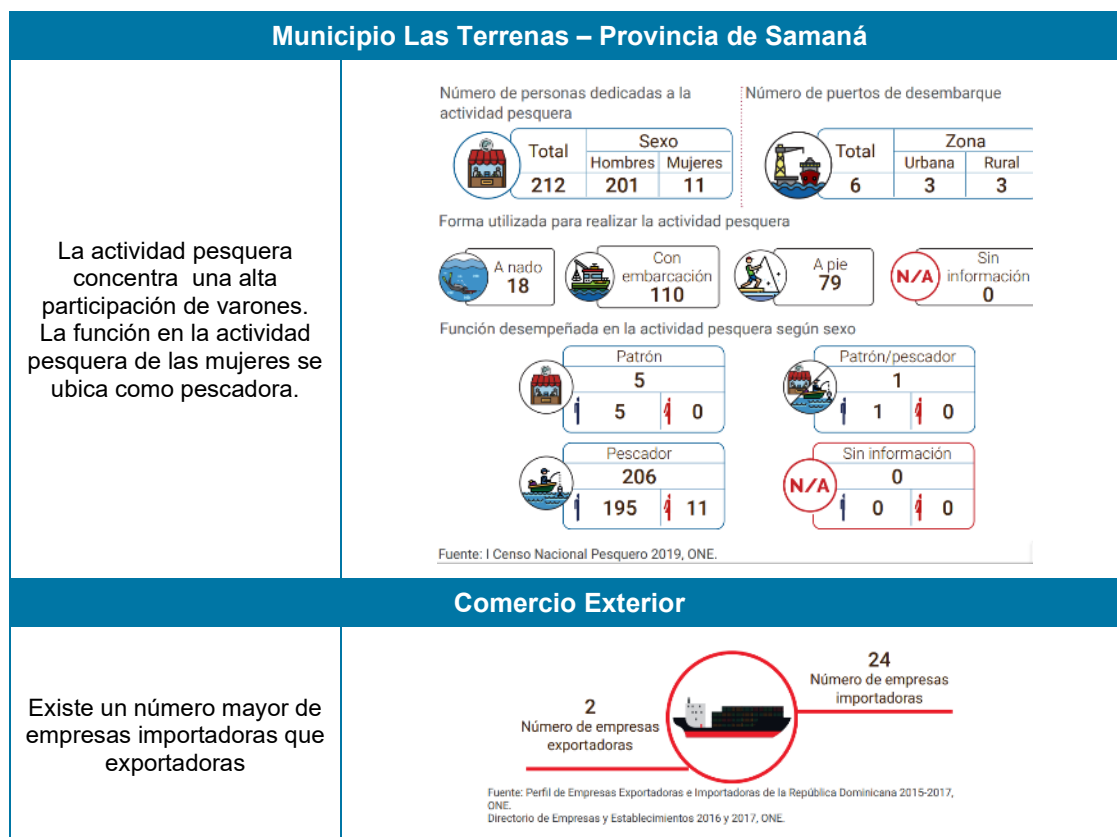 Municipio Las Terrenas – Provincia de Samaná
La actividad pesquera
concentra una alta
participación de varones.
La función en la actividad
pesquera de las mujeres se
ubica como pescadora.
Número de personas dedicadas a la
actividad pesquera
Total
Sexo
Hombres Mujeres
212 201 11
Número de puertos de desembarque
Total
Zona
Urbana Rural
6 3 3
Forma utilizada para realizar la actividad pesquera
A nado
18
Con
embarcación
110
A pie
79
N/A
Sin
información
0
Función desempeñada en la actividad pesquera según sexo
Patrón
5
5 0
Patrón/pescador
1
1 0
Pescador
206
195 11
N/A
Sin información
0
0 0
Fuente: I Censo Nacional Pesquero 2019, ONE.
Comercio Exterior
Existe un número mayor de
empresas importadoras que
exportadoras
2
Número de empresas
exportadoras
24
Número de empresas
importadoras
Fuente: Perfil de Empresas Exportadoras e Importadoras de la República Dominicana 2015-2017,
ONE.
Directorio de Empresas y Establecimientos 2016 y 2017, ONE.